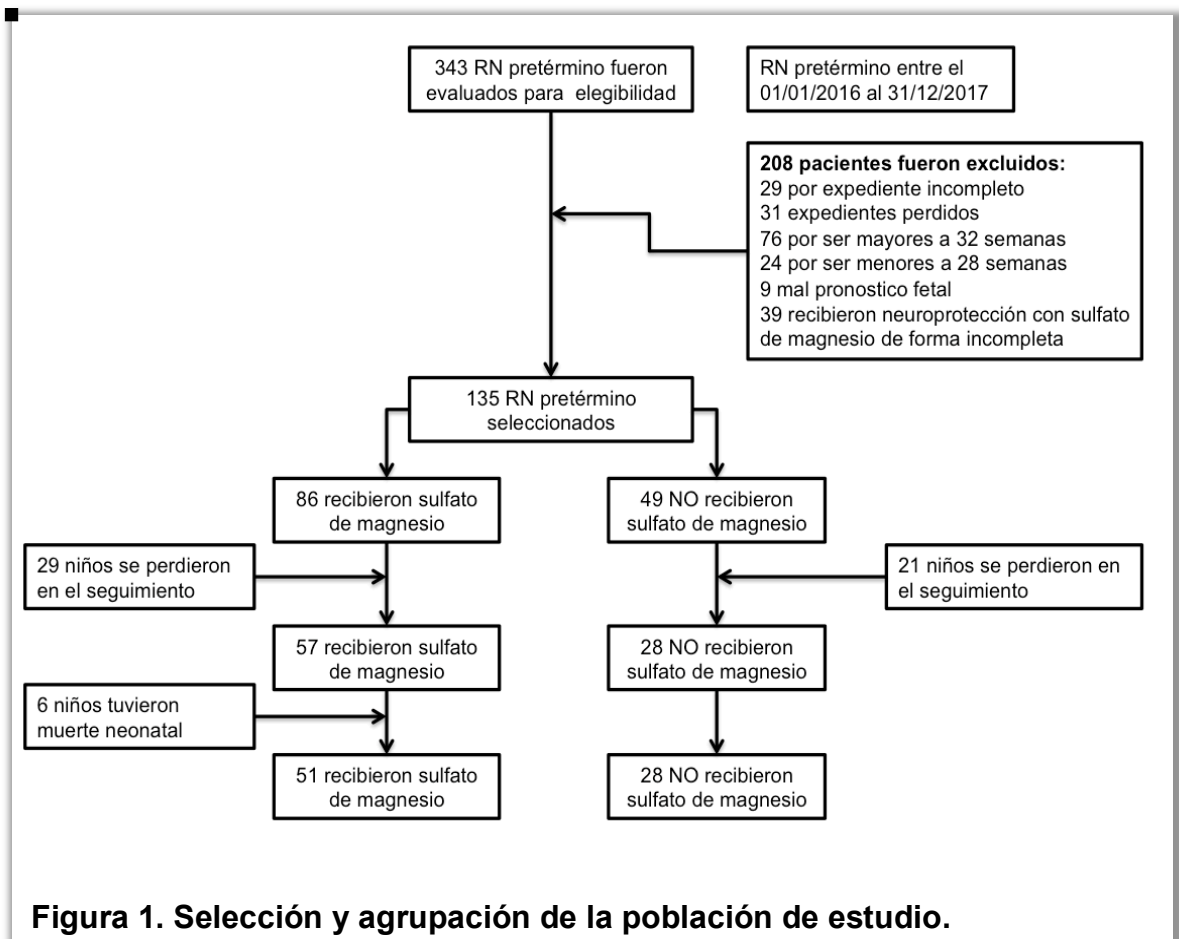 343 RN pretérmino fueron
evaluados para elegibilidad
RN pretérmino entre el
01/01/2016 al 31/12/2017
208 pacientes fueron excluidos:
29 por expediente incompleto
31 expedientes perdidos
76 por ser mayores a 32 semanas
24 por ser menores a 28 semanas
9 mal pronostico fetal
39 recibieron neuroprotección con sulfato
de magnesio de forma incompleta
135 RN pretérmino
seleccionados
86 recibieron sulfato
de magnesio
49 NO recibieron
sulfato de magnesio
29 niños se perdieron
en el seguimiento
21 niños se perdieron en
el seguimiento
57 recibieron sulfato
de magnesio
28 NO recibieron
sulfato de magnesio
6 niños tuvieron
muerte neonatal
51 recibieron sulfato
de magnesio
28 NO recibieron
sulfato de magnesio
Figura 1. Selección y agrupación de la población de estudio.